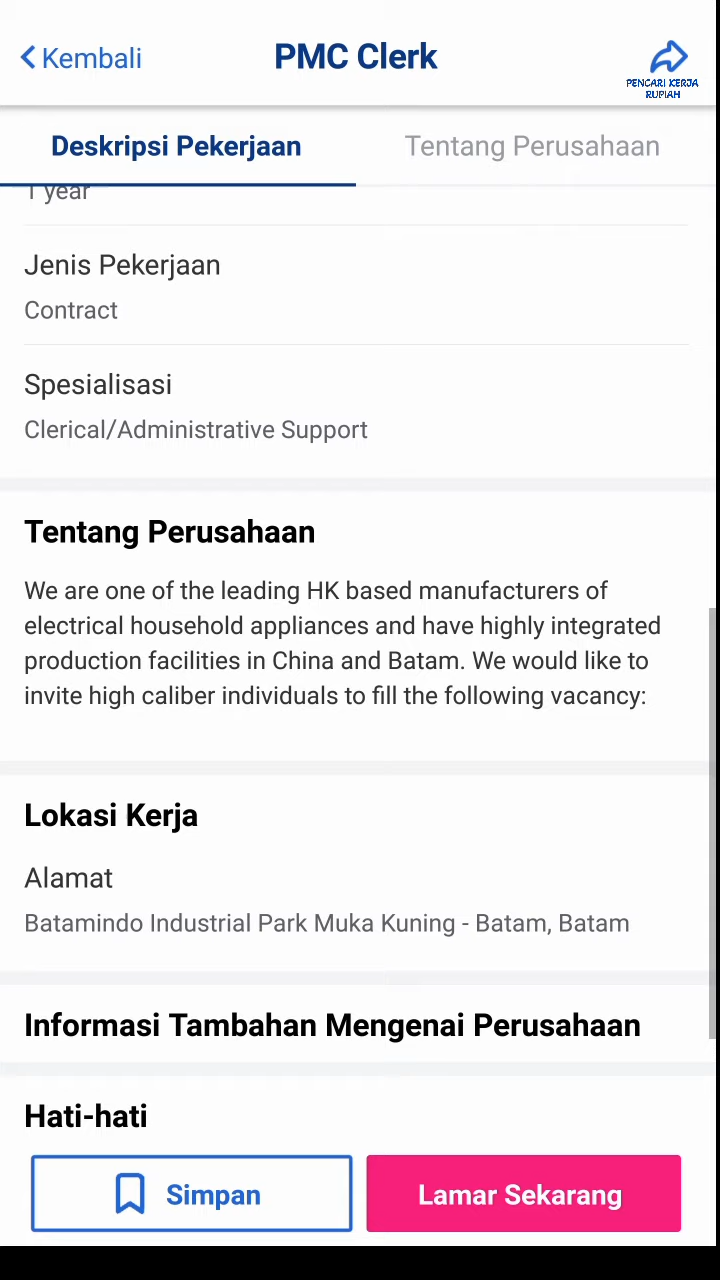 Kembali
PMC Clerk
PENCARI KERJA
RUPIAH
Deskripsi Pekerjaan
Tentang Perusahaan
1 year
Jenis Pekerjaan
Contract
Spesialisasi
Clerical/Administrative Support
Tentang Perusahaan
We are one of the leading HK based manufacturers of
electrical household appliances and have highly integrated
production facilities in China and Batam. We would like to
invite high caliber individuals to fill the following vacancy:
Lokasi Kerja
Alamat
Batamindo Industrial Park Muka Kuning - Batam, Batam
Informasi Tambahan Mengenai Perusahaan
Hati-hati
Simpan
Lamar Sekarang